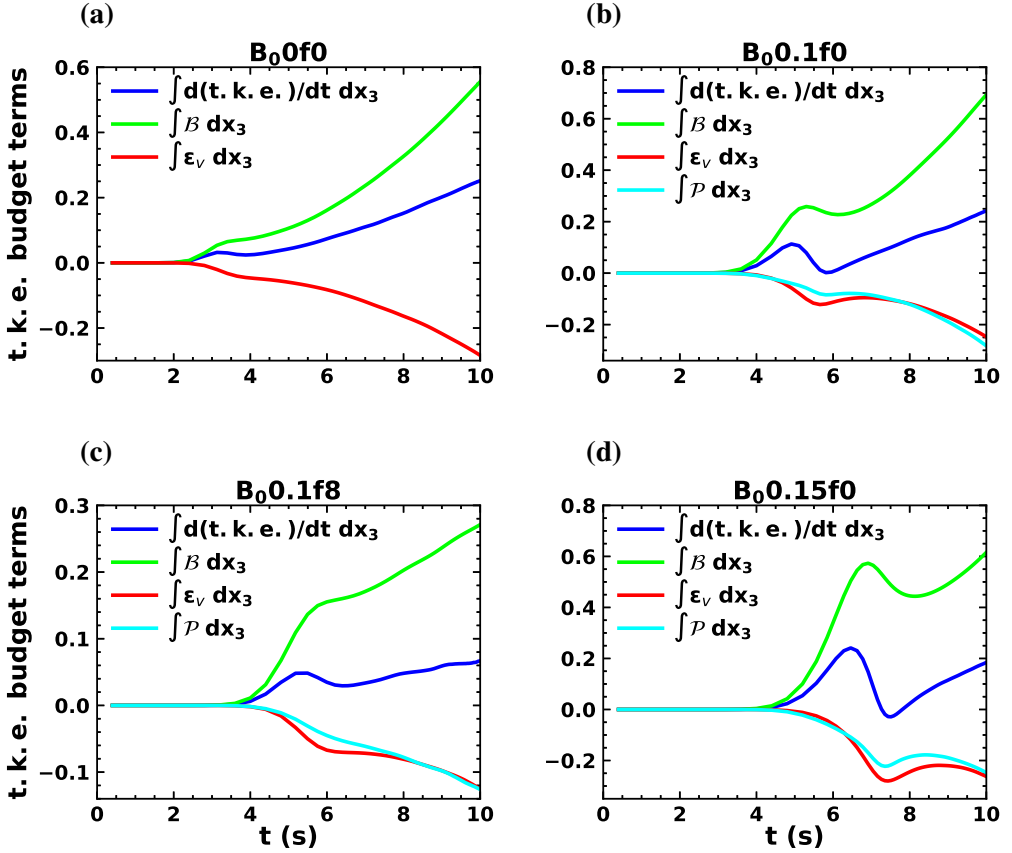 (a)
B₀0f0
t. k. e. budget terms
0.6
0.4
0.2
0.0
−0.2
∫ d(t. k. e. )/dt dx₃
∫ ℬ dx₃
∫ εᵥ dx₃
0 2 4 6 8 10
(b)
B₀0.1f0
0.8
0.6
0.4
0.2
0.0
−0.2
∫ d(t. k. e. )/dt dx₃
∫ ℬ dx₃
∫ εᵥ dx₃
∫ 𝒫 dx₃
0 2 4 6 8 10
(c)
B₀0.1f8
t. k. e. budget terms
0.3
0.2
0.1
0.0
−0.1
∫ d(t. k. e. )/dt dx₃
∫ ℬ dx₃
∫ εᵥ dx₃
∫ 𝒫 dx₃
0 2 4 6 8 10
t (s)
(d)
B₀0.15f0
0.8
0.6
0.4
0.2
0.0
−0.2
∫ d(t. k. e. )/dt dx₃
∫ ℬ dx₃
∫ εᵥ dx₃
∫ 𝒫 dx₃
0 2 4 6 8 10
t (s)